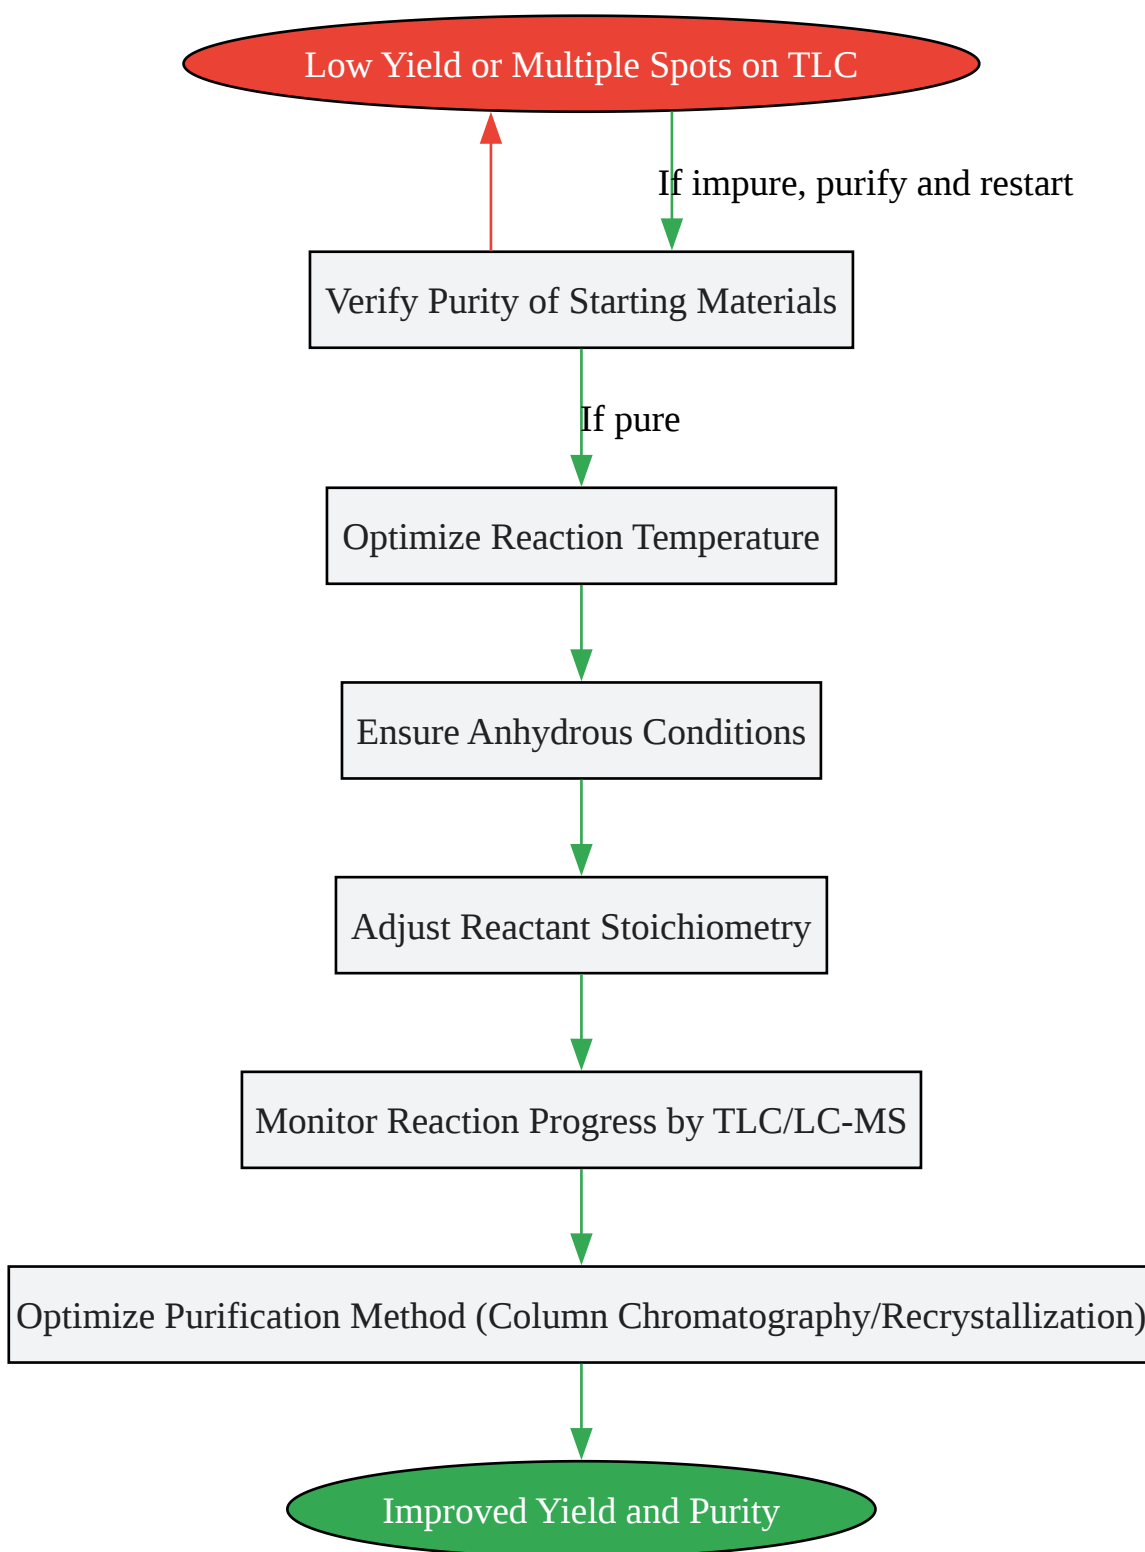 Low Yield or Multiple Spots on TLC
If impure, purify and restart
Verify Purity of Starting Materials
If pure
Optimize Reaction Temperature
Ensure Anhydrous Conditions
Adjust Reactant Stoichiometry
Monitor Reaction Progress by TLC/LC-MS
Optimize Purification Method (Column Chromatography/Recrystallization)
Improved Yield and Purity